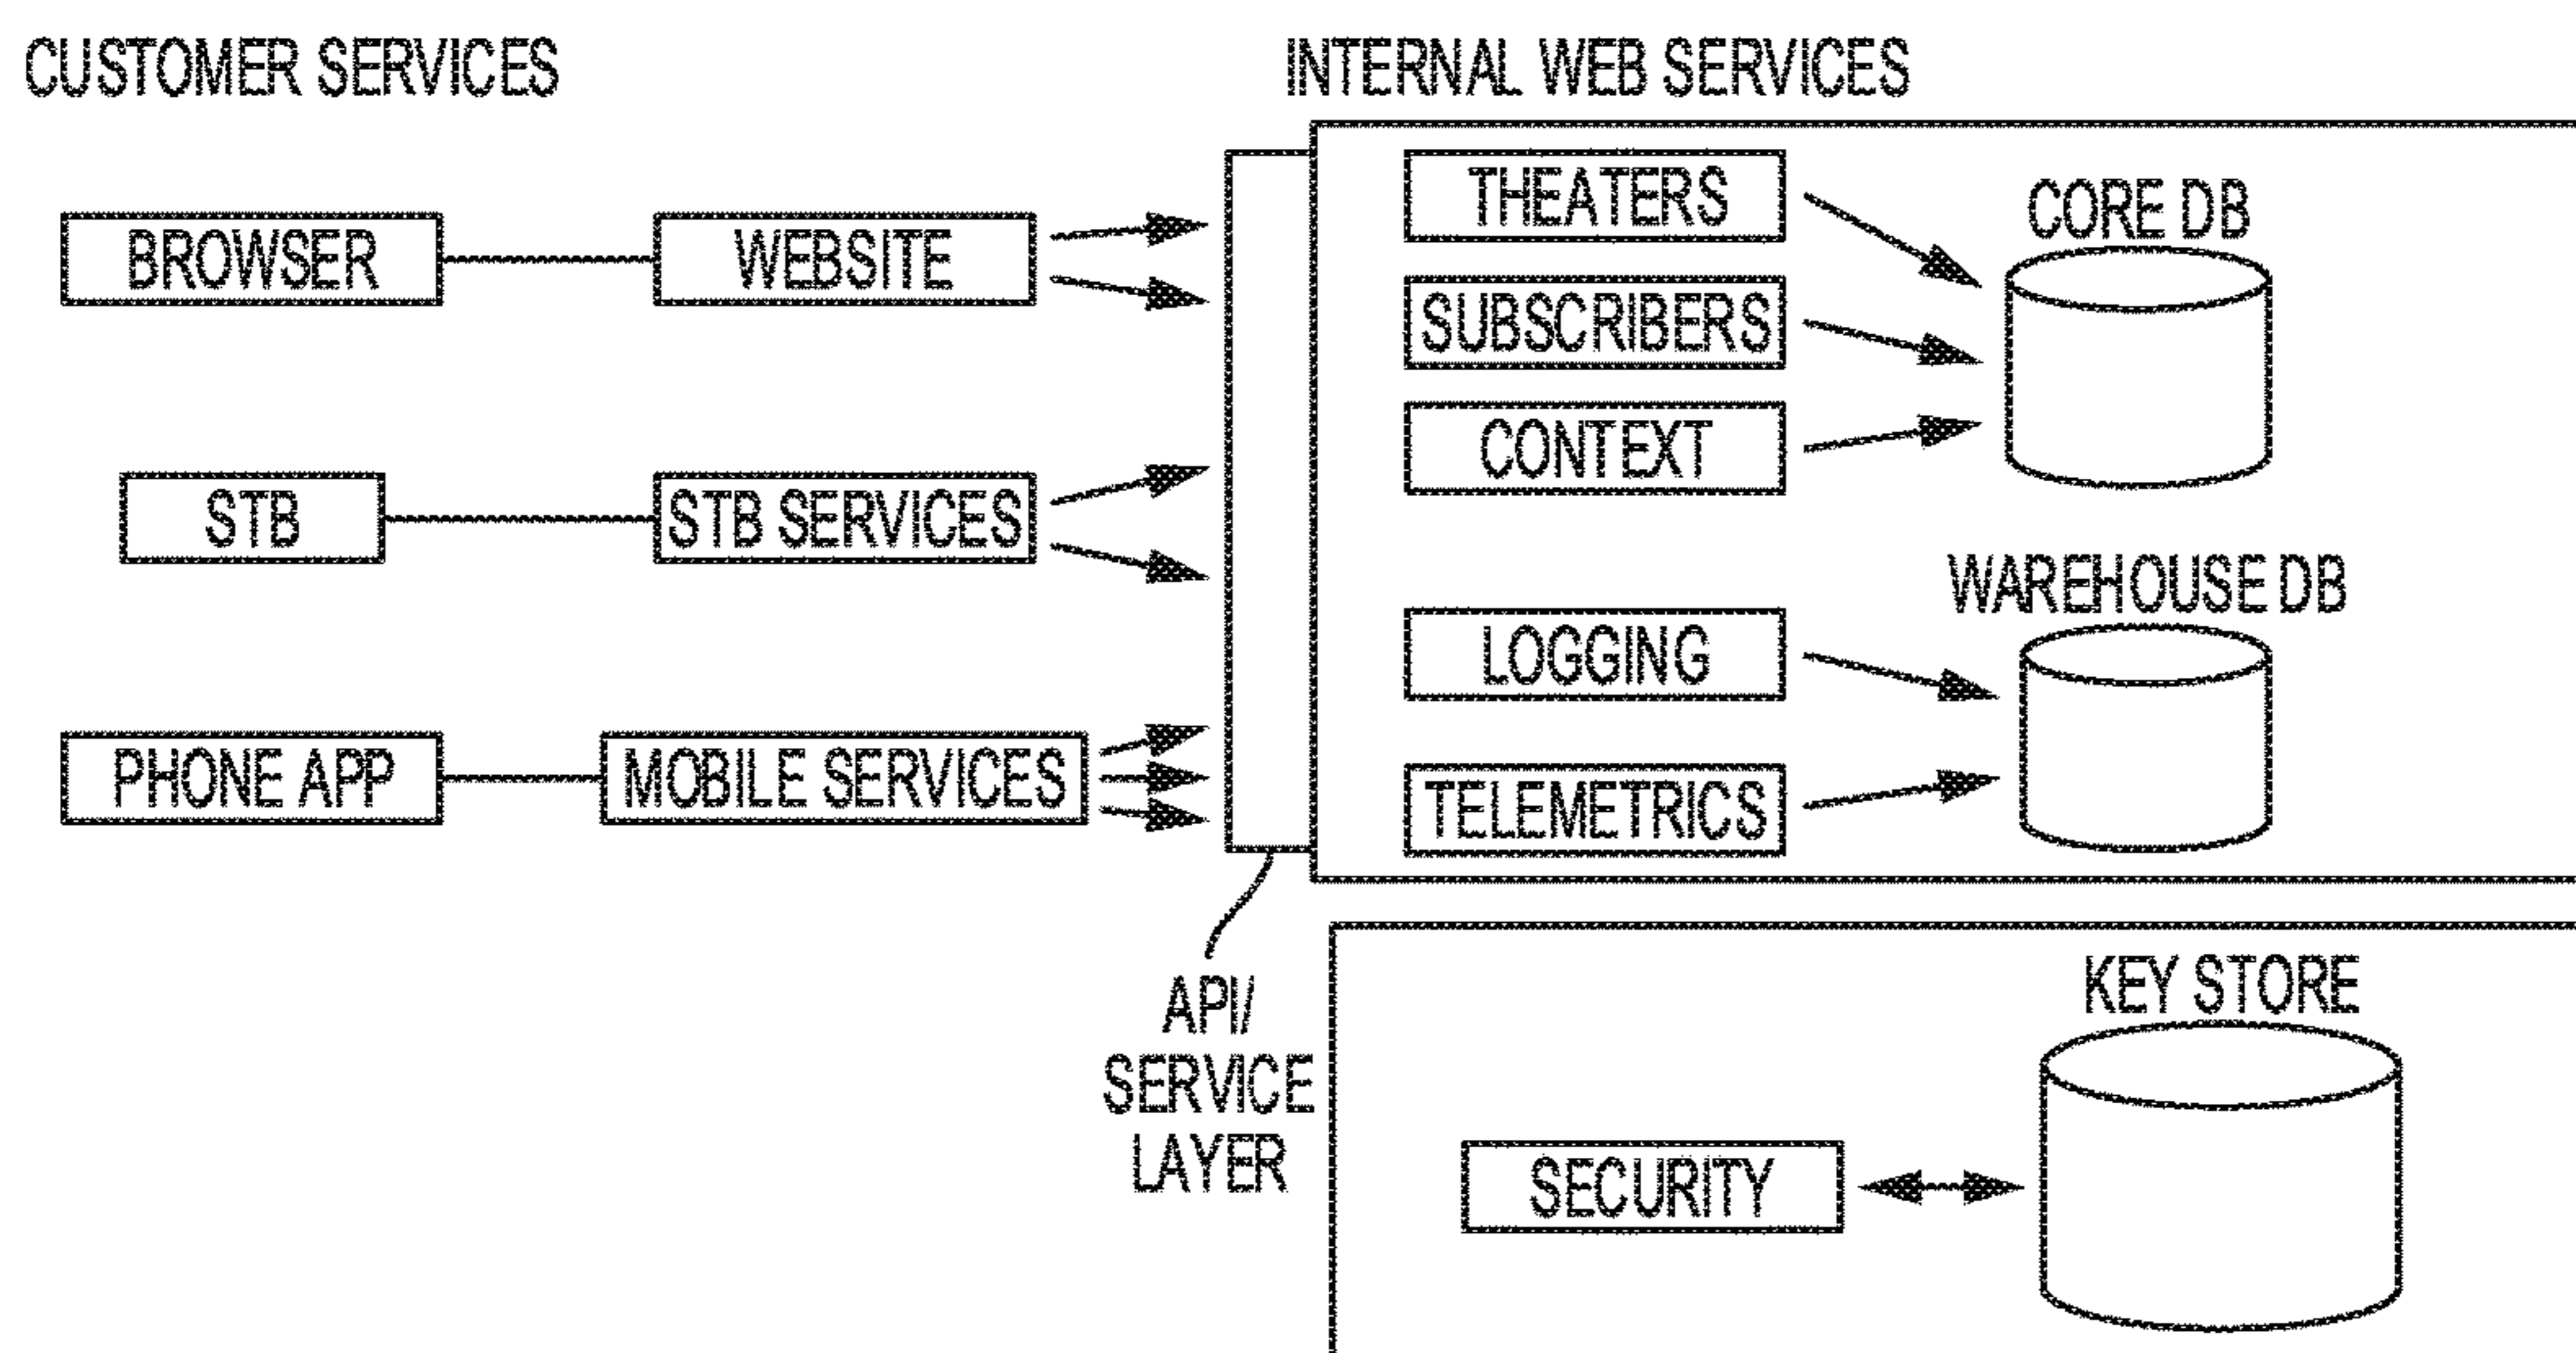 CUSTOMER SERVICES
INTERNAL WEB SERVICES
BROWSER
WEBSITE
STB
STB SERVICES
PHONE APP
MOBILE SERVICES
API/
SERVICE
LAYER
THEATERS
SUBSCRIBERS
CONTEXT
CORE DB
LOGGING
TELEMETRICS
WAREHOUSE DB
SECURITY
KEY STORE